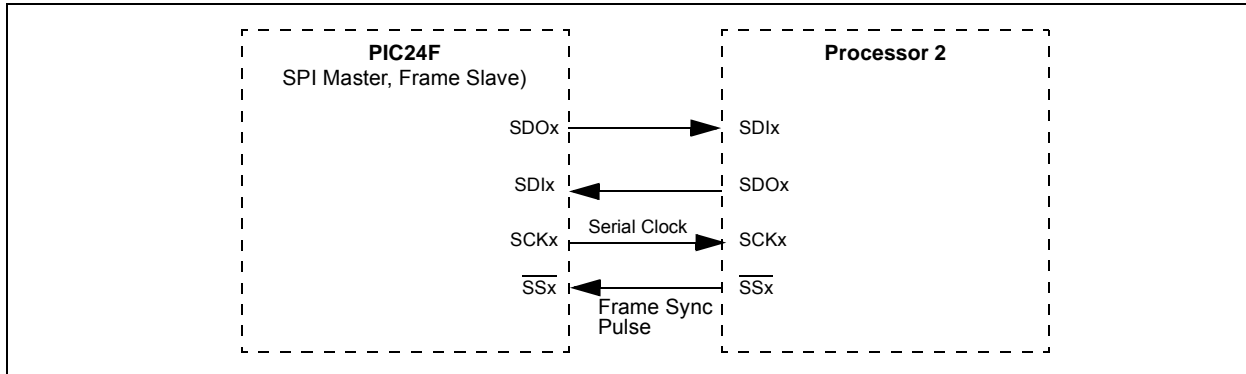 PIC24F
SPI Master, Frame Slave)
Processor 2
SDOx
SDIx
SDIx
SDOx
SCKx
Serial Clock
SCKx
SSx
SSx
Frame Sync
Pulse